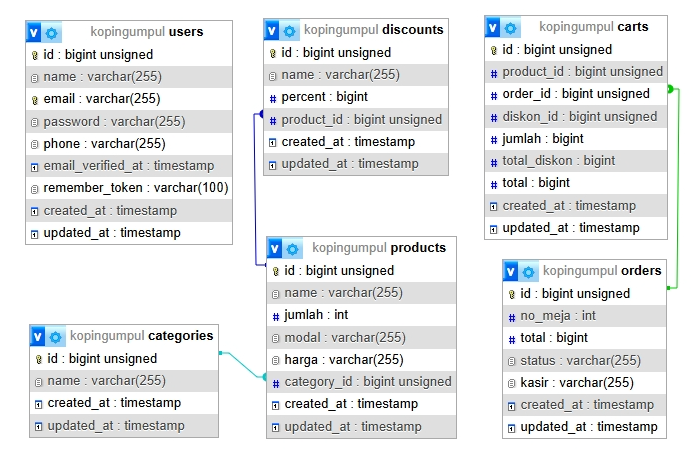 kopingumpul users
id : bigint unsigned
name : varchar(255)
email : varchar(255)
password : varchar(255)
phone : varchar(255)
email_verified_at : timestamp
remember_token : varchar(100)
created_at : timestamp
updated_at : timestamp
kopingumpul discounts
id : bigint unsigned
name : varchar(255)
percent : bigint
product_id : bigint unsigned
created_at : timestamp
updated_at : timestamp
kopingumpul carts
id : bigint unsigned
product_id : bigint unsigned
order_id : bigint unsigned
diskon_id : bigint unsigned
jumlah : bigint
total_diskon : bigint
total : bigint
created_at : timestamp
updated_at : timestamp
kopingumpul categories
id : bigint unsigned
name : varchar(255)
created_at : timestamp
updated_at : timestamp
kopingumpul products
id : bigint unsigned
name : varchar(255)
jumlah : int
modal : varchar(255)
harga : varchar(255)
category_id : bigint unsigned
created_at : timestamp
updated_at : timestamp
kopingumpul orders
id : bigint unsigned
no_meja : int
total : bigint
status : varchar(255)
kasir : varchar(255)
created_at : timestamp
updated_at : timestamp